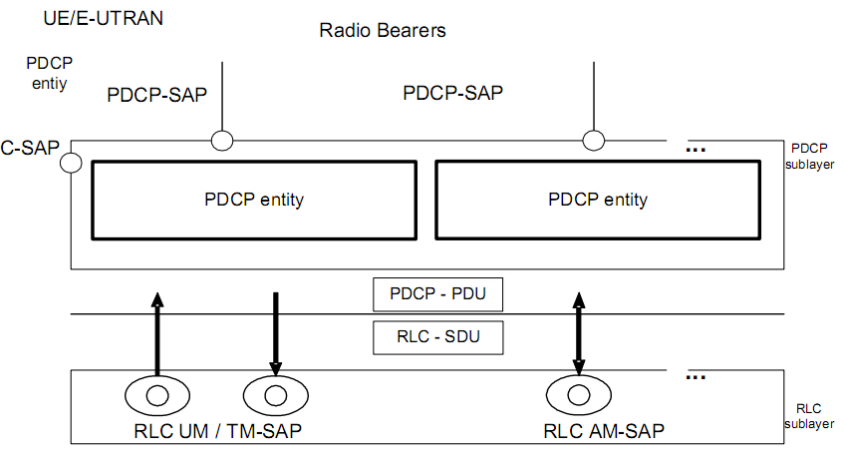 UE/E-UTRAN
Radio Bearers
PDCP
entiy
PDCP-SAP
PDCP-SAP
C-SAP
...
PDCP
sublayer
PDCP entity
PDCP entity
PDCP - PDU
RLC - SDU
...
RLC UM / TM-SAP
RLC AM-SAP
RLC
sublayer